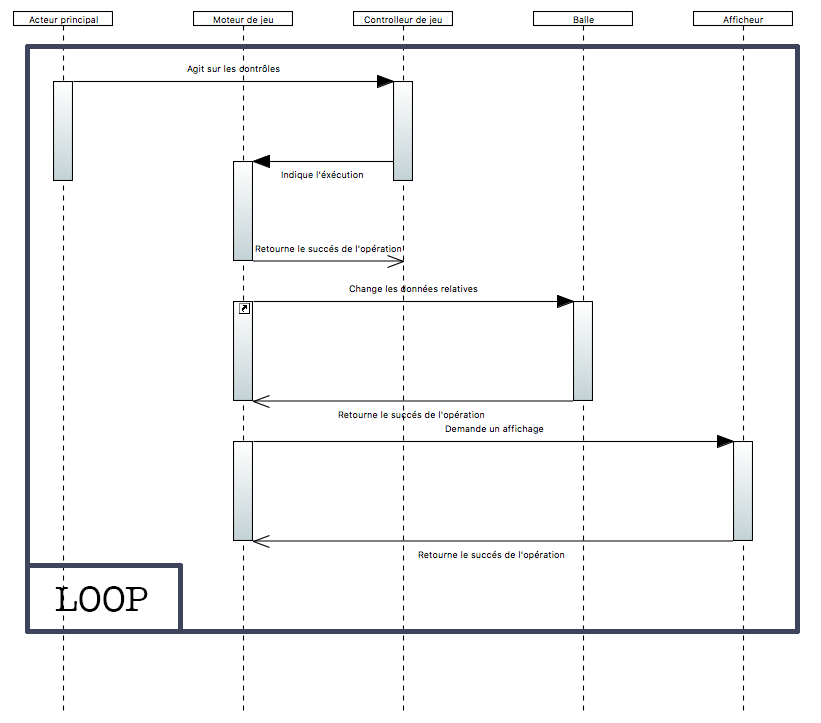 Acteur principal
Moteur de jeu
Controlleur de jeu
Balle
Afficheur
Agit sur les contrôles
Indique l'éxécution
Retourne le succés de l'opération
Change les données relatives
Retourne le succés de l'opération
Demande un affichage
Retourne le succés de l'opération
LOOP